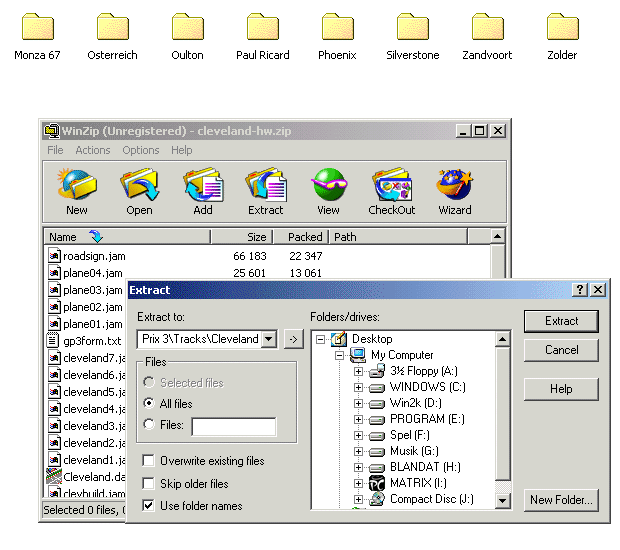 Monza 67 Osterreich Oulton Paul Ricard Phoenix Silverstone Zandvoort Zolder
WinZip (Unregistered) - cleveland-hw.zip
File Actions Options Help
New Open Add Extract View CheckOut Wizard
Name Size Packed Path
roadsign.jam 66 183 22 347
plane04.jam 25 601 13 061
plane03.jam
plane02.jam
plane01.jam
gp3form.txt
cleveland7.ja
cleveland6.ja
cleveland5.ja
cleveland4.ja
cleveland3.ja
cleveland2.ja
cleveland1.ja
Cleveland.da
clevbuild.jam
Selected 0 files,
Extract
Extract to:
Prix 3\Tracks\Cleveland
->
Files
Selected files
All files
Files:
Overwrite existing files
Skip older files
Use folder names
Folders/drives:
Desktop
My Computer
3½ Floppy (A:)
WINDOWS (C:)
Win2k (D:)
PROGRAM (E:)
Spel (F:)
Musik (G:)
BLANDAT (H:)
MATRIX (I:)
Compact Disc (J:)
Extract
Cancel
Help
New Folder...